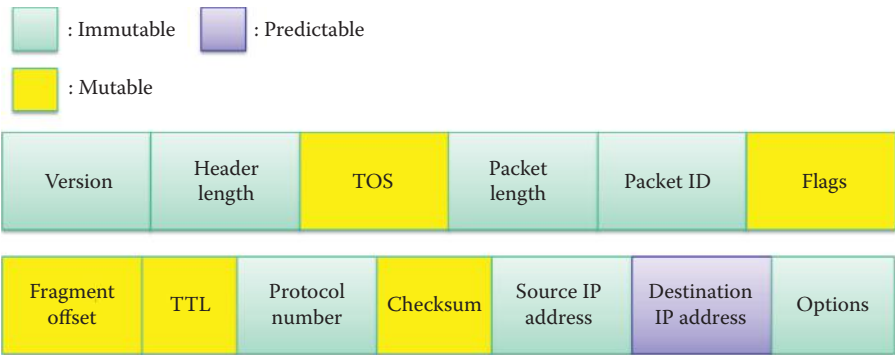 : Immutable
: Predictable
: Mutable
Version
Header
length
TOS
Packet
length
Packet ID
Flags
Fragment
offset
TTL
Protocol
number
Checksum
Source IP
address
Destination
IP address
Options